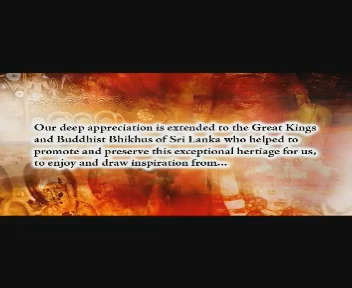 Our deep appreciation is extended to the Great Kings
and Buddhist Bhikhus of Sri Lanka who helped to
promote and preserve this exceptional hertiage for us,
to enjoy and draw inspiration from...